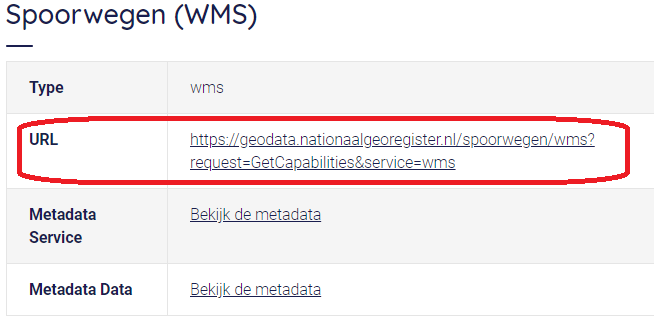 Spoorwegen (WMS)
Type wms
URL https://geodata.nationaalgeoregister.nl/spoorwegen/wms?
request=GetCapabilities&service=wms
Metadata Bekijk de metadata
Service
Metadata Data Bekijk de metadata